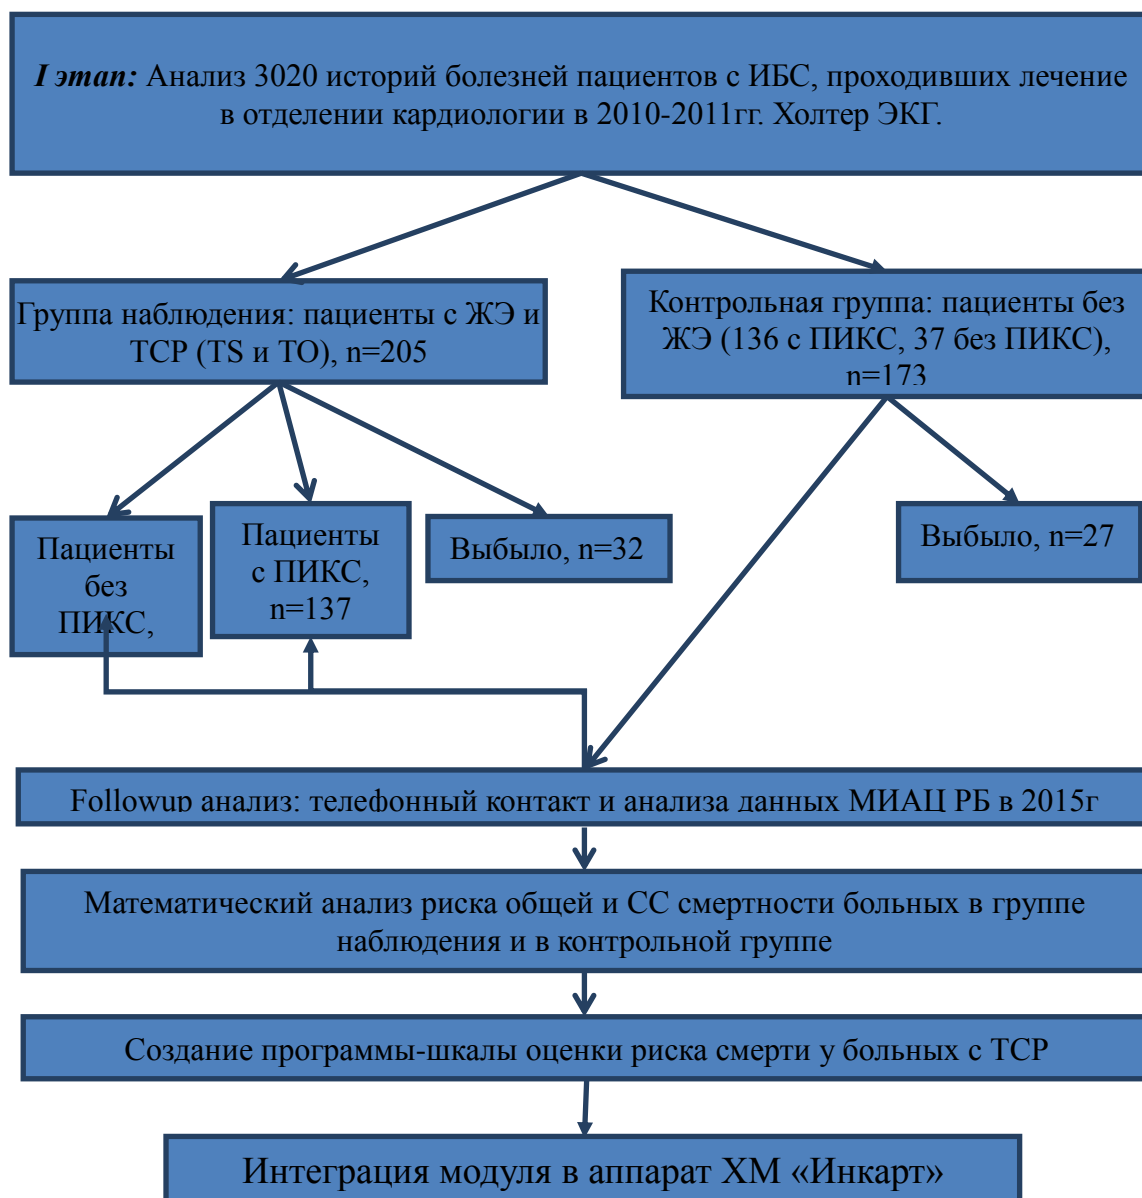 I этап: Анализ 3020 историй болезней пациентов с ИБС, проходивших лечение
в отделении кардиологии в 2010-2011гг. Холтер ЭКГ.
Группа наблюдения: пациенты с ЖЭ и
ТСР (TS и TO), n=205
Контрольная группа: пациенты без
ЖЭ (136 с ПИКС, 37 без ПИКС),
n=173
Пациенты
без
ПИКС,
Пациенты
с ПИКС,
n=137
Выбыло, n=32
Выбыло, n=27
Followup анализ: телефонный контакт и анализа данных МИАЦ РБ в 2015г
Математический анализ риска общей и СС смертности больных в группе
наблюдения и в контрольной группе
Создание программы-шкалы оценки риска смерти у больных с ТСР
Интеграция модуля в аппарат ХМ «Инкарт»